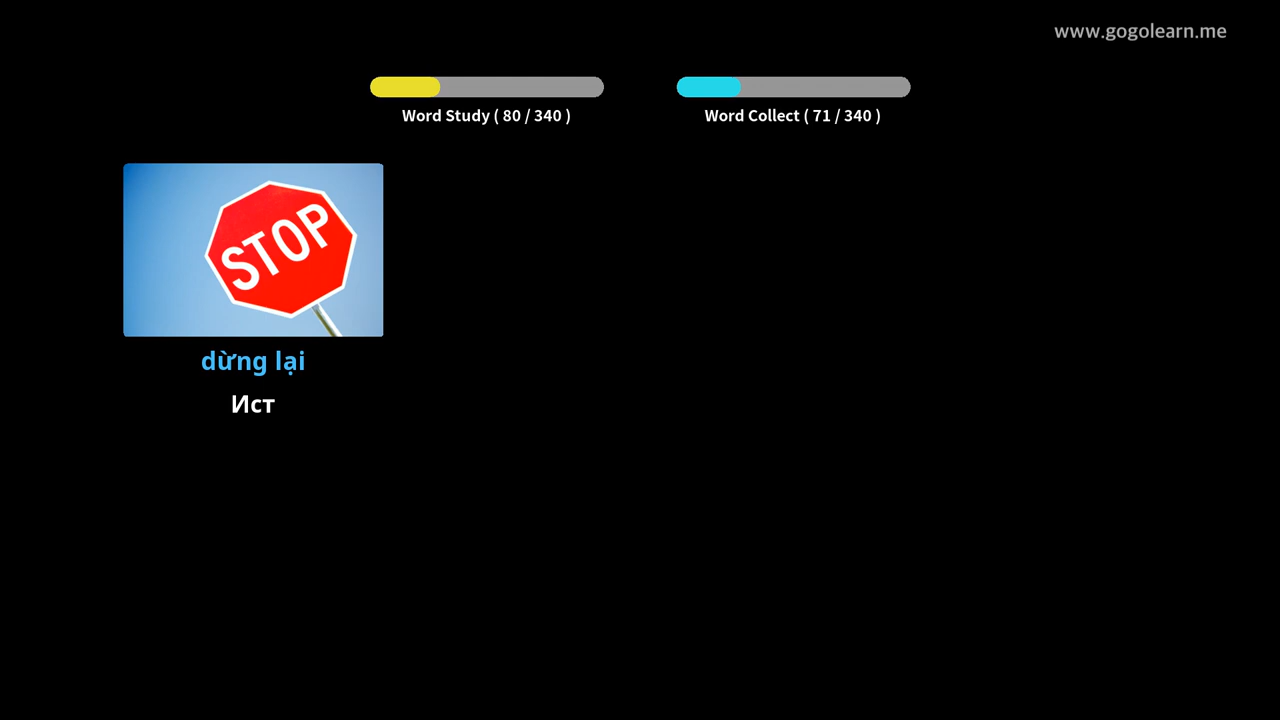 www.gogolearn.me
Word Study ( 80 / 340 )
Word Collect ( 71 / 340 )
STOP
dừng lại
Ист